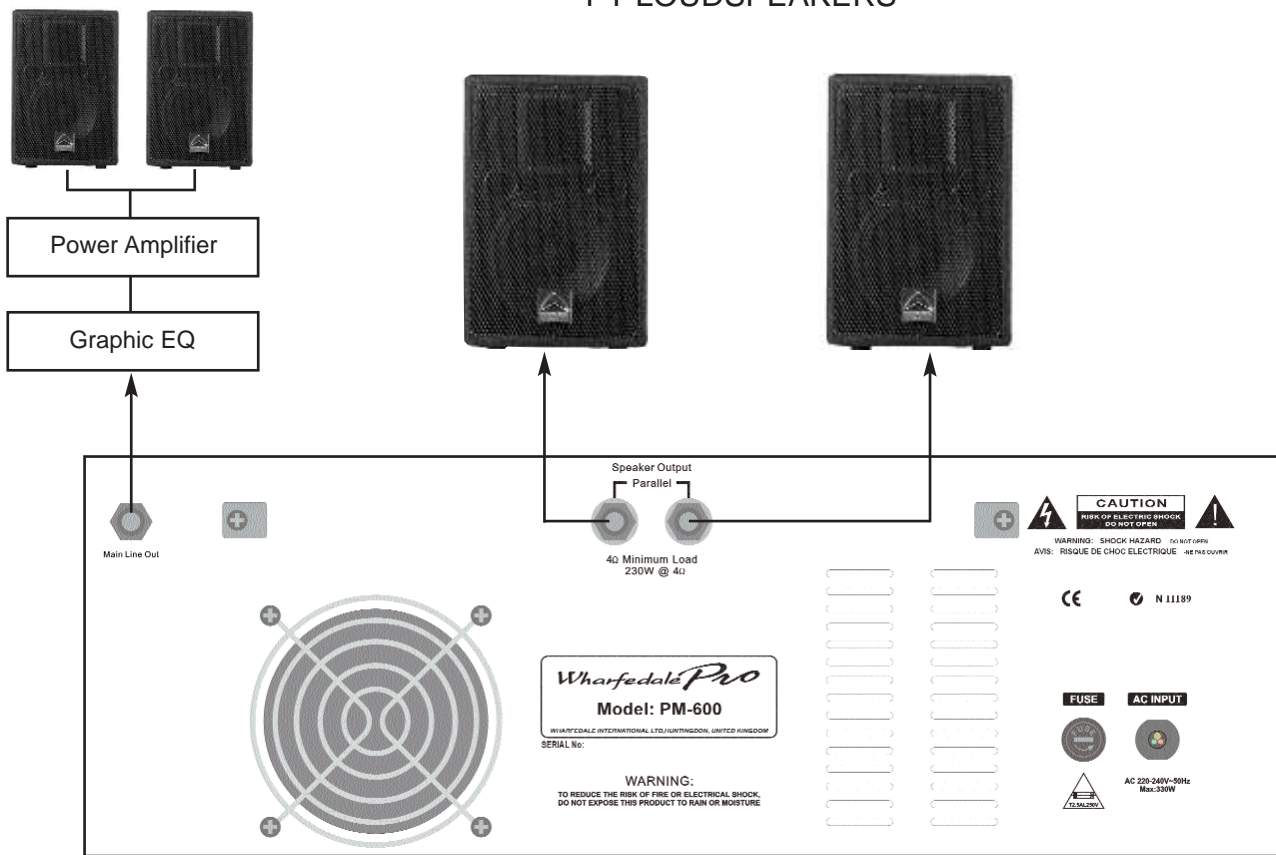 LOUDSPEAKERS
Power Amplifier
Graphic EQ
Speaker Output
Parallel
Main Line Out
4Ω Minimum Load
230W @ 4Ω
CAUTION
RISK OF ELECTRIC SHOCK
DO NOT OPEN
WARNING: SHOCK HAZARD DO NOT OPEN
AVIS: RISQUE DE CHOC ELECTRIQUE -NE PAS OUVRIR
CE
N 11189
Wharfedale Pro
Model: PM-600
WHARFEDALE INTERNATIONAL LTD,HUNTINGDON, UNITED KINGDOM
SERIAL No:
WARNING:
TO REDUCE THE RISK OF FIRE OR ELECTRICAL SHOCK,
DO NOT EXPOSE THIS PRODUCT TO RAIN OR MOISTURE
FUSE
AC INPUT
FUSE
T2.5AL250V
AC 220-240V~50Hz
Max:330W